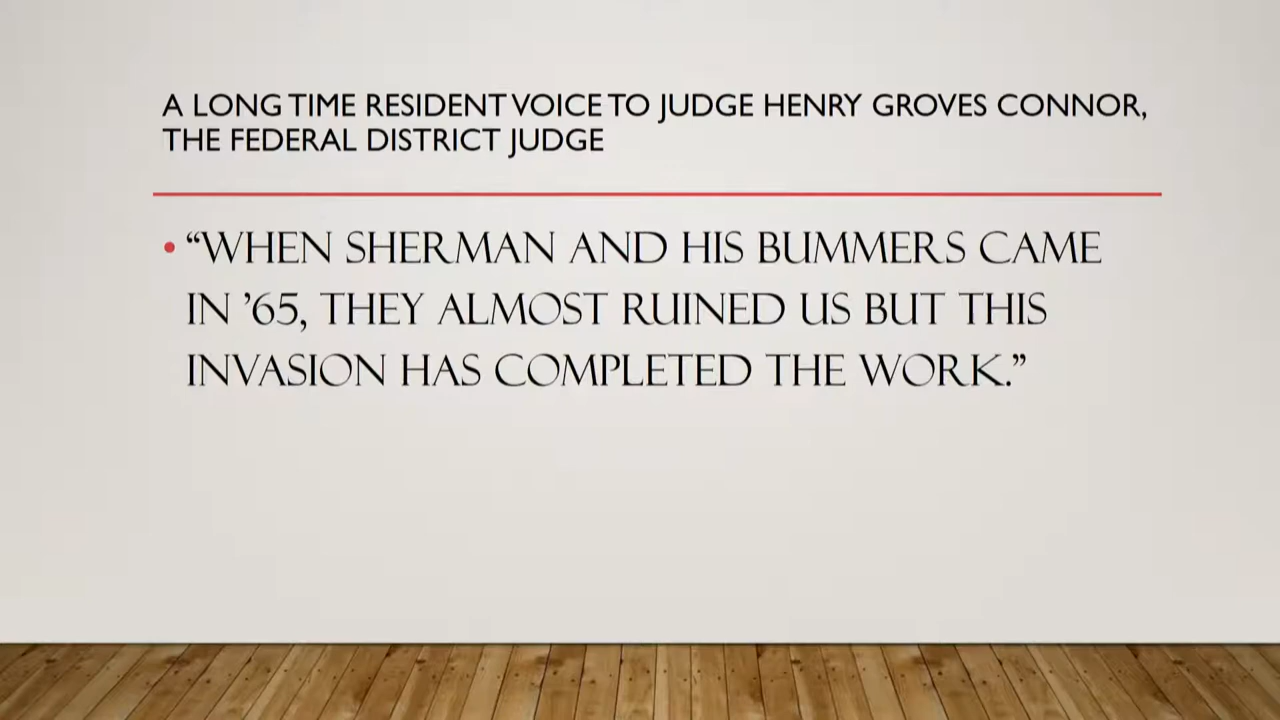 A LONG TIME RESIDENT VOICE TO JUDGE HENRY GROVES CONNOR,
THE FEDERAL DISTRICT JUDGE
• “WHEN SHERMAN AND HIS BUMMERS CAME
IN ’65, THEY ALMOST RUINED US BUT THIS
INVASION HAS COMPLETED THE WORK.”